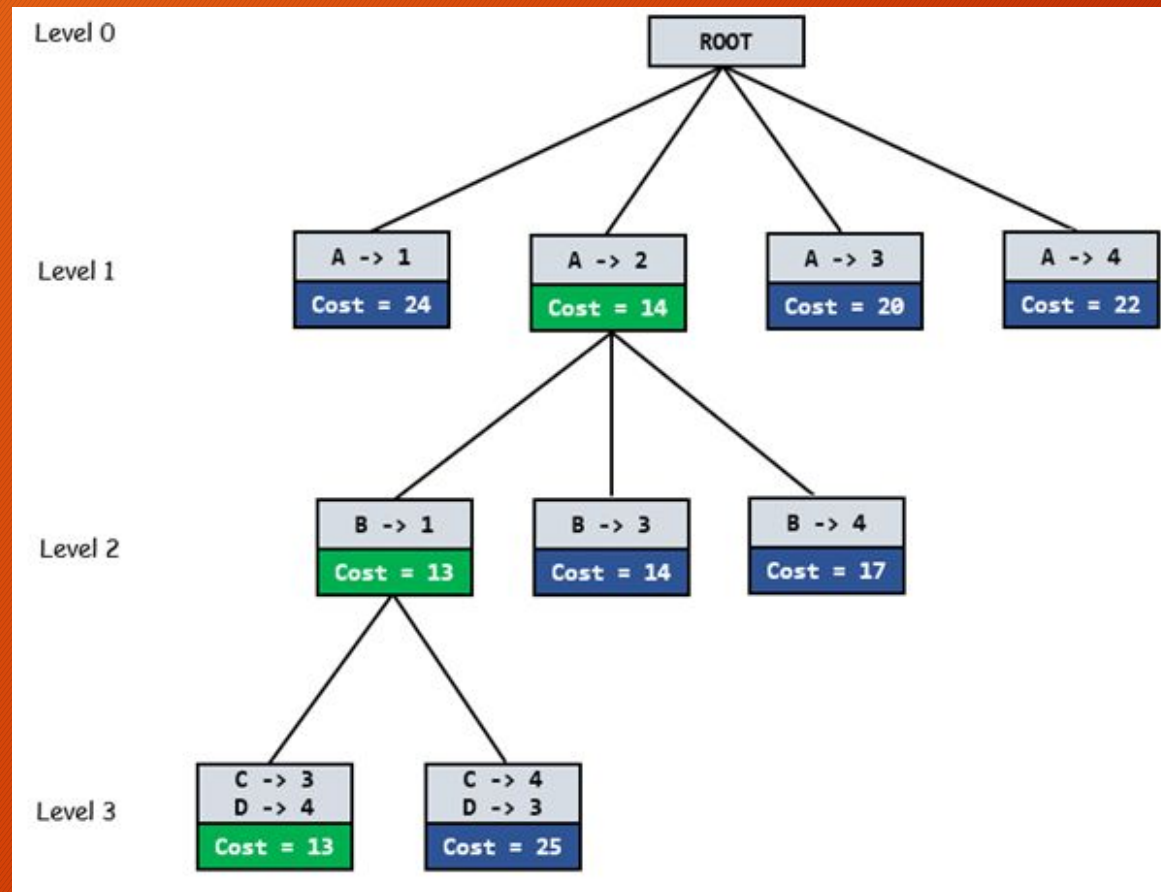 Level 0
ROOT
Level 1
A -> 1
Cost = 24
A -> 2
Cost = 14
A -> 3
Cost = 20
A -> 4
Cost = 22
Level 2
B -> 1
Cost = 13
B -> 3
Cost = 14
B -> 4
Cost = 17
Level 3
C -> 3
D -> 4
Cost = 13
C -> 4
D -> 3
Cost = 25